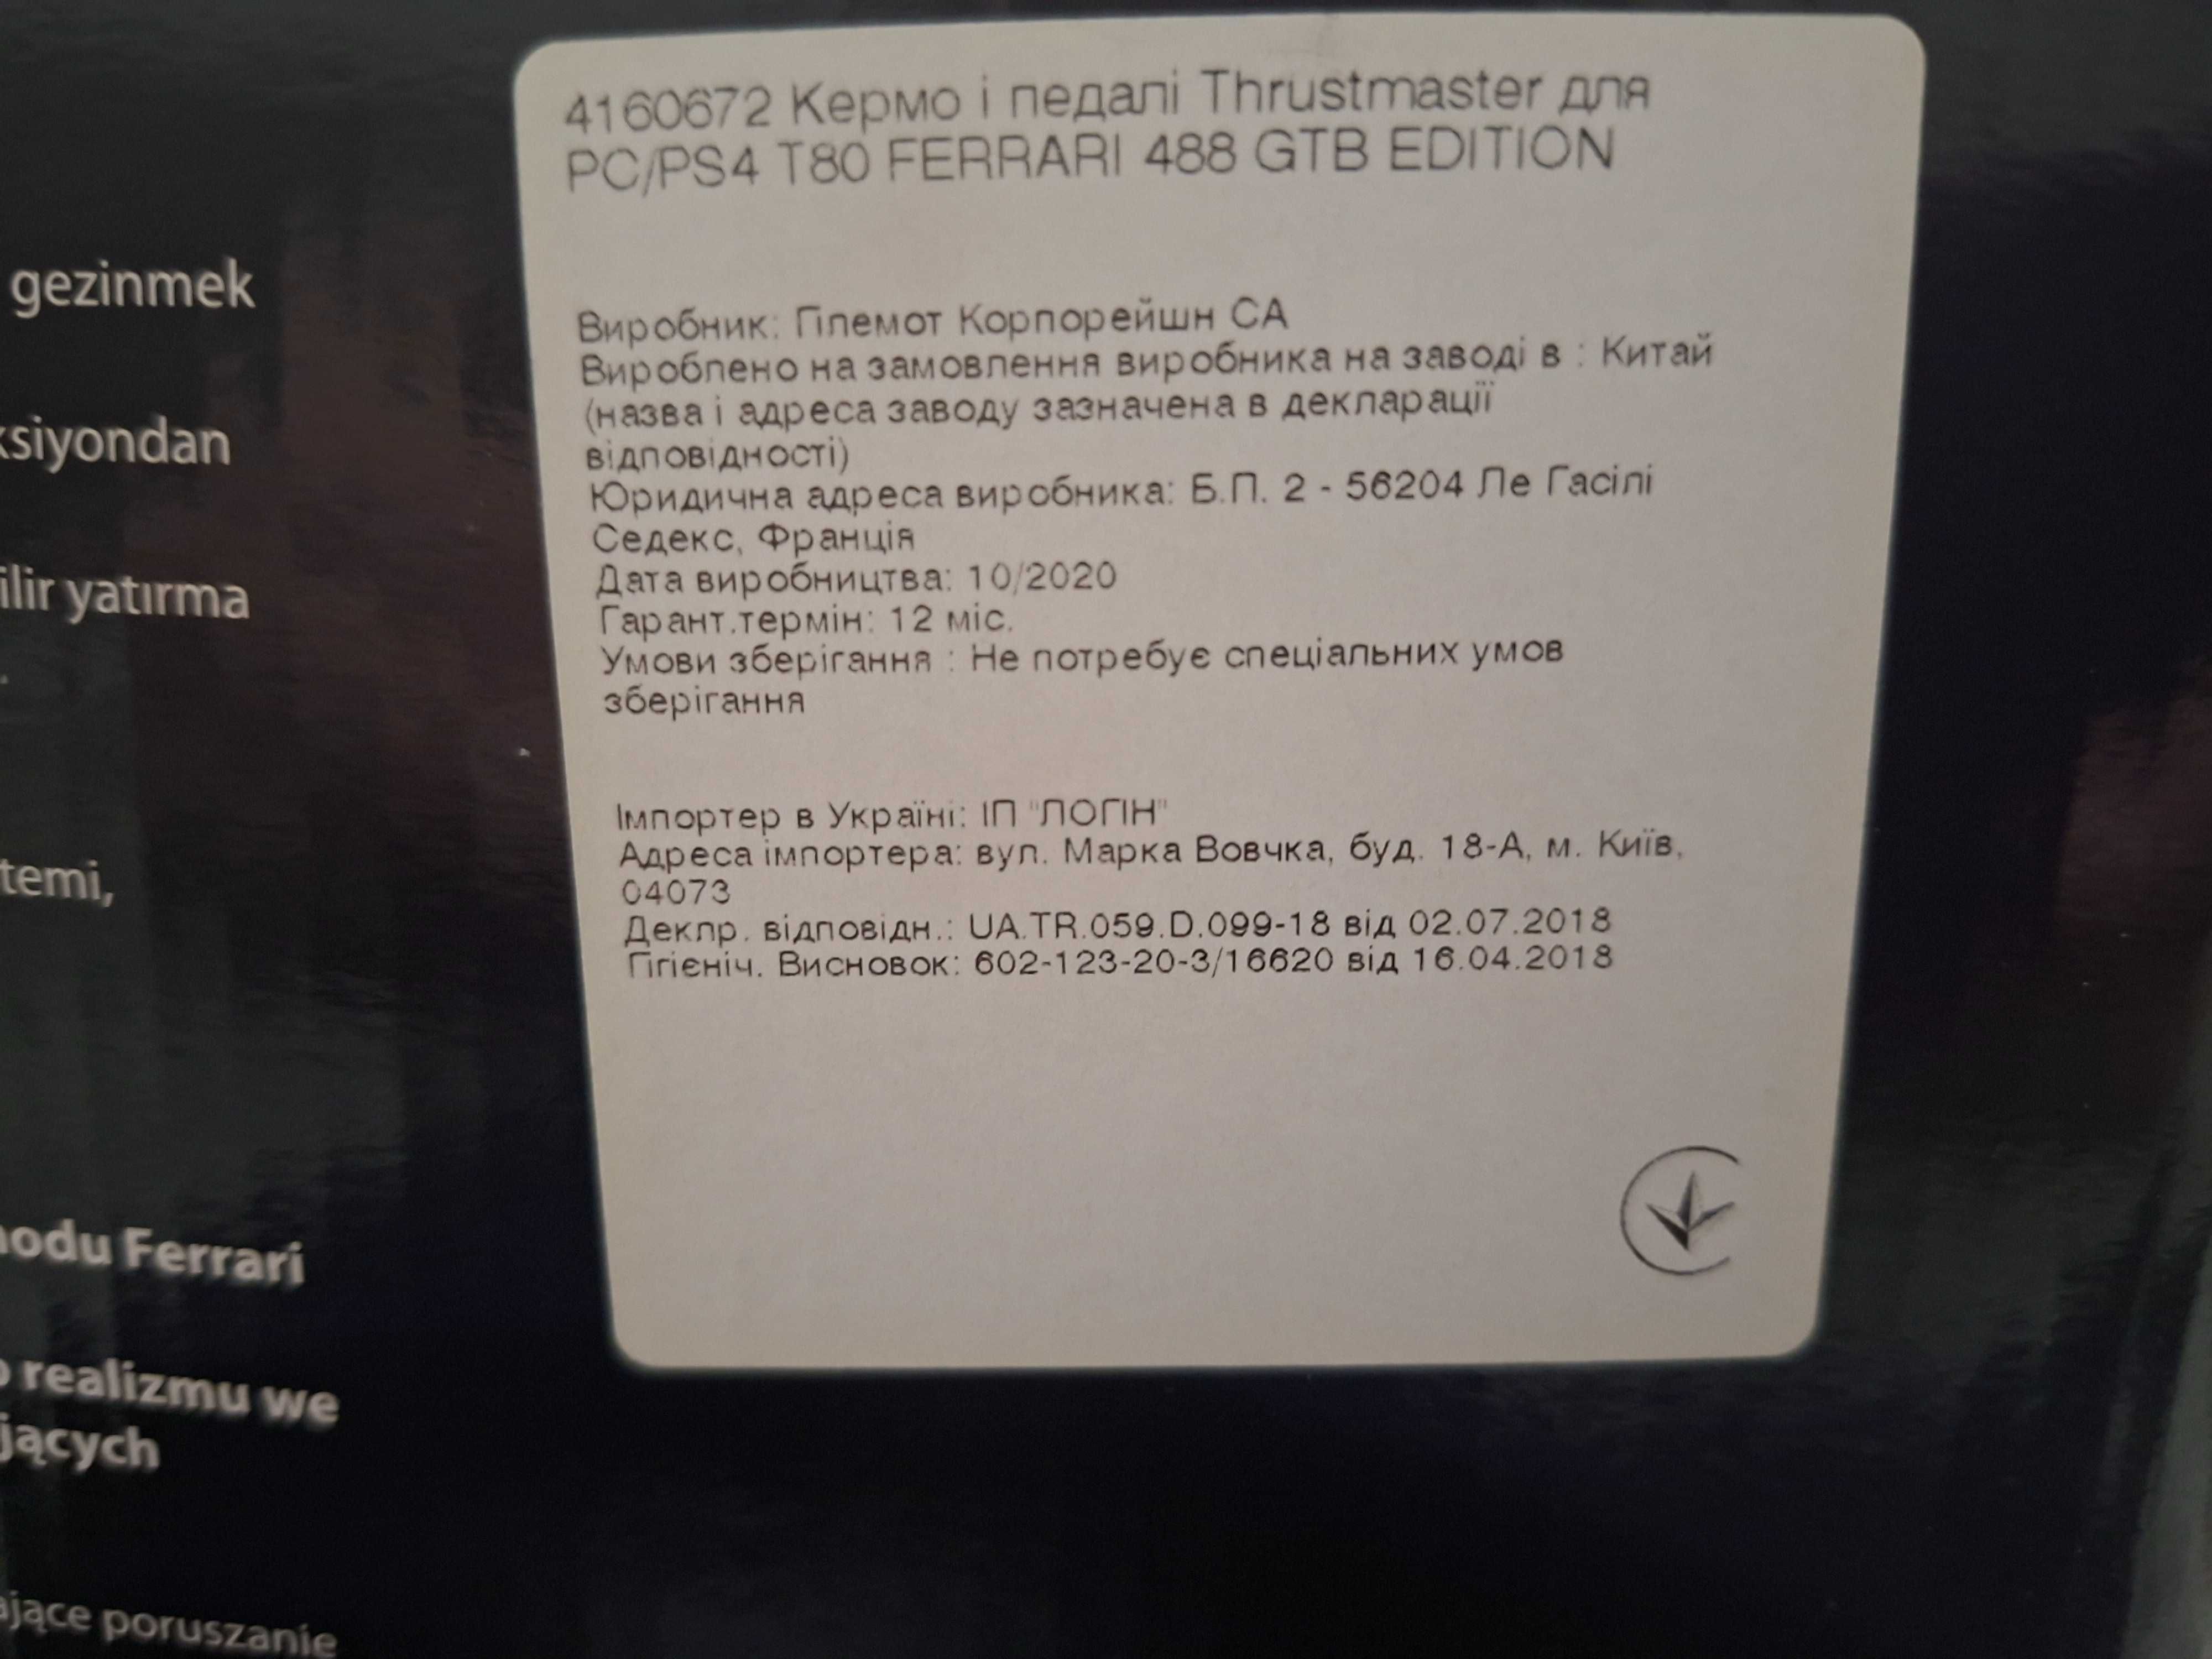 4160672 Кермо і педалі Thrustmaster для
PC/PS4 T80 FERRARI 488 GTB EDITION
Виробник: Гілемот Корпорейшн СА
Вироблено на замовлення виробника на заводі в : Китай
(назва і адреса заводу зазначена в декларації
відповідності)
Юридична адреса виробника: Б.П. 2 - 56204 Ле Гасілі
Седекс, Франція
Дата виробництва: 10/2020
Гарант.термін: 12 міс.
Умови зберігання : Не потребує спеціальних умов
зберігання
Імпортер в Україні: ІП "ЛОГІН"
Адреса імпортера: вул. Марка Вовчка, буд. 18-А, м. Київ,
04073
Декл­р. відповідн.: UA.TR.059.D.099-18 від 02.07.2018
Гігієніч. Висновок: 602-123-20-3/16620 від 16.04.2018
gezinmek
ksiyondan
ilir yatırma
temi,
nodu Ferrari
o realizmu we
jących
ające poruszanie